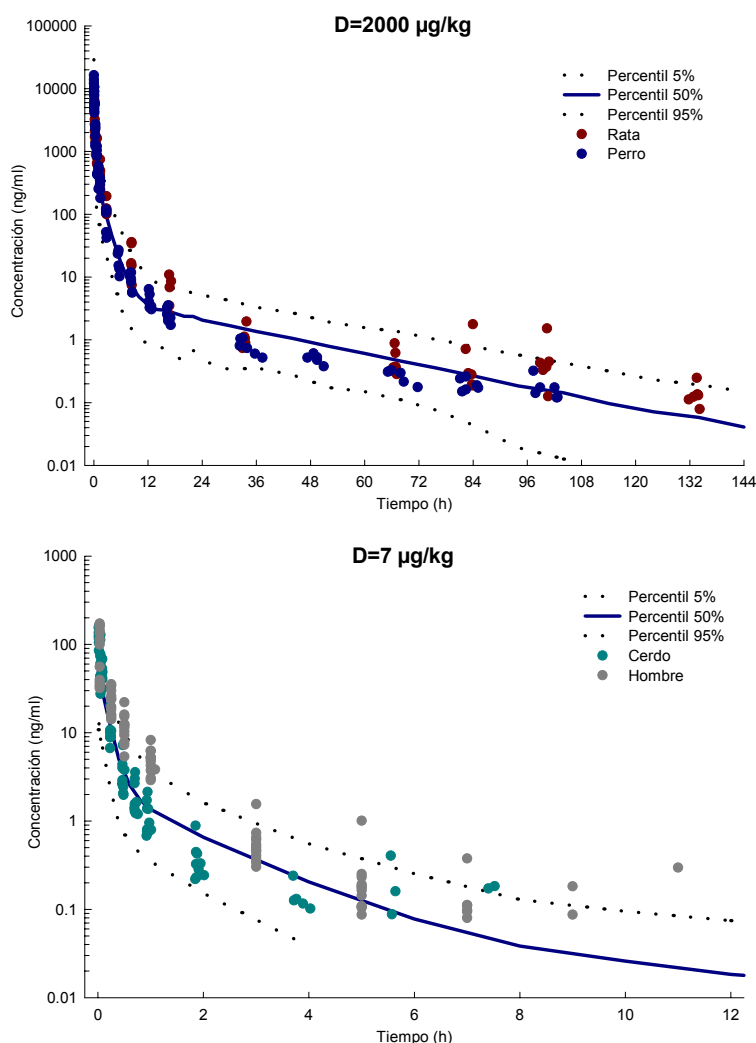 D=2000 µg/kg
100000
10000
1000
100
10
1
0.1
0.01
Concentración (ng/ml)
Percentil 5%
Percentil 50%
Percentil 95%
Rata
Perro
0 12 24 36 48 60 72 84 96 108 120 132 144
Tiempo (h)
D=7 µg/kg
1000
100
10
1
0.1
0.01
Concentración (ng/ml)
Percentil 5%
Percentil 50%
Percentil 95%
Cerdo
Hombre
0 2 4 6 8 10 12
Tiempo (h)